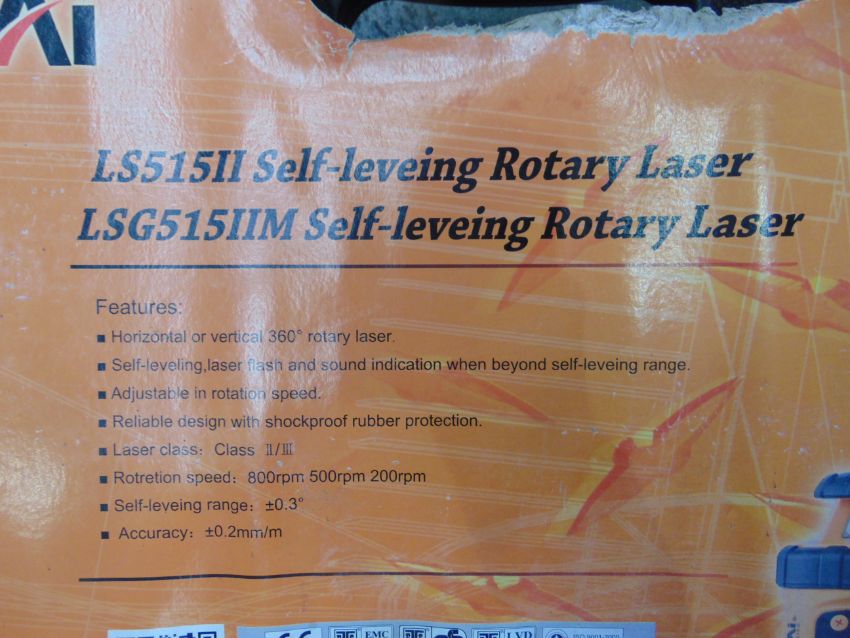 LS515II Self-leveing Rotary Laser
LSG515IIM Self-leveing Rotary Laser
Features:
■ Horizontal or vertical 360° rotary laser.
■ Self-leveling,laser flash and sound indication when beyond self-leveing range.
■ Adjustable in rotation speed.
■ Reliable design with shockproof rubber protection.
■ Laser class: Class Ⅱ/Ⅲ
■ Rotretion speed: 800rpm 500rpm 200rpm
■ Self-leveing range: ±0.3°
■ Accuracy: ±0.2mm/m
EMC LVD